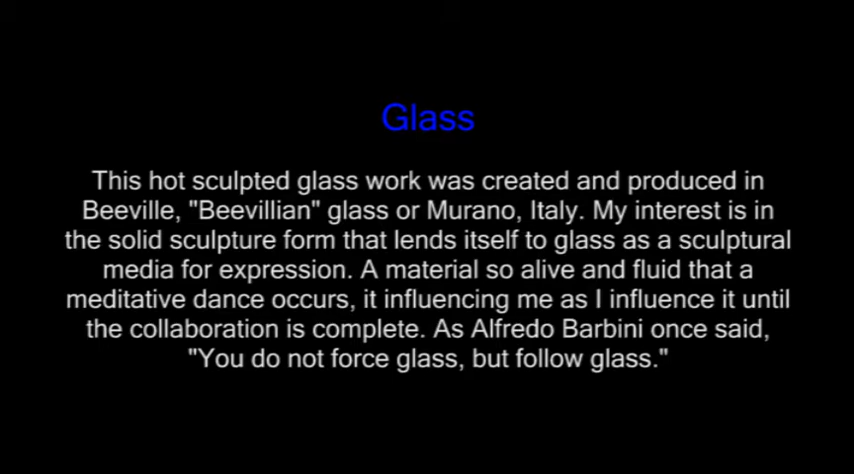 Glass
This hot sculpted glass work was created and produced in
Beeville, "Beevillian" glass or Murano, Italy. My interest is in
the solid sculpture form that lends itself to glass as a sculptural
media for expression. A material so alive and fluid that a
meditative dance occurs, it influencing me as I influence it until
the collaboration is complete. As Alfredo Barbini once said,
"You do not force glass, but follow glass."